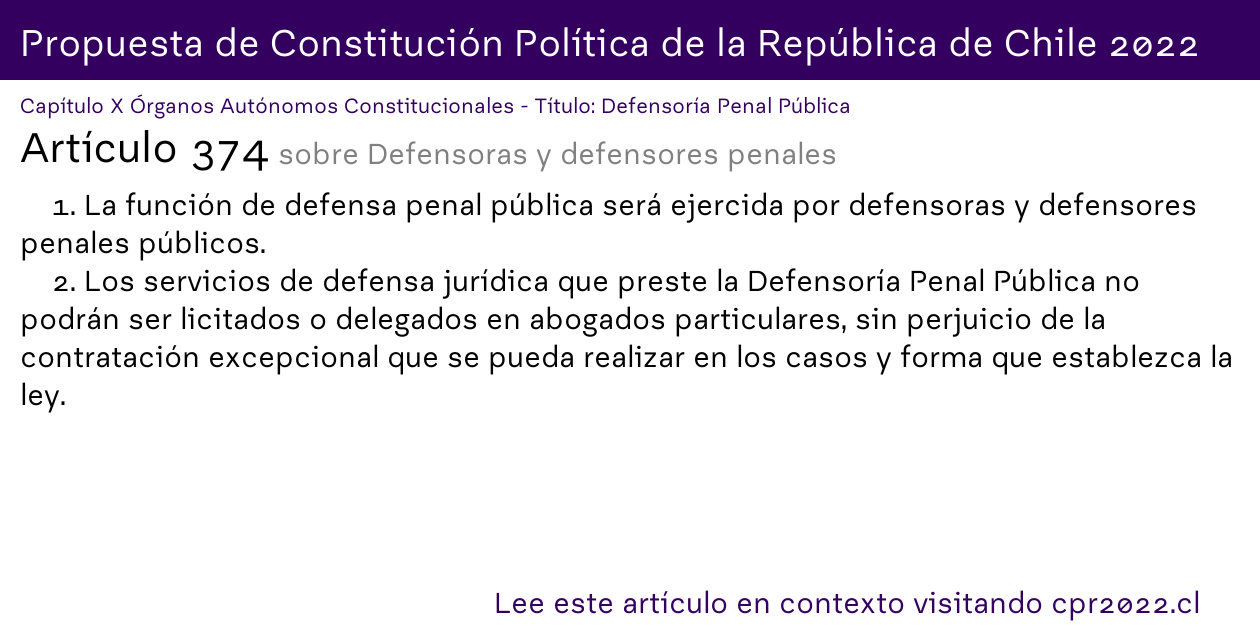 Propuesta de Constitución Política de la República de Chile 2022
Capítulo X Órganos Autónomos Constitucionales - Título: Defensoría Penal Pública
Artículo 374 sobre Defensoras y defensores penales
1. La función de defensa penal pública será ejercida por defensoras y defensores
penales públicos.
2. Los servicios de defensa jurídica que preste la Defensoría Penal Pública no
podrán ser licitados o delegados en abogados particulares, sin perjuicio de la
contratación excepcional que se pueda realizar en los casos y forma que establezca la
ley.
Lee este artículo en contexto visitando cpr2022.cl